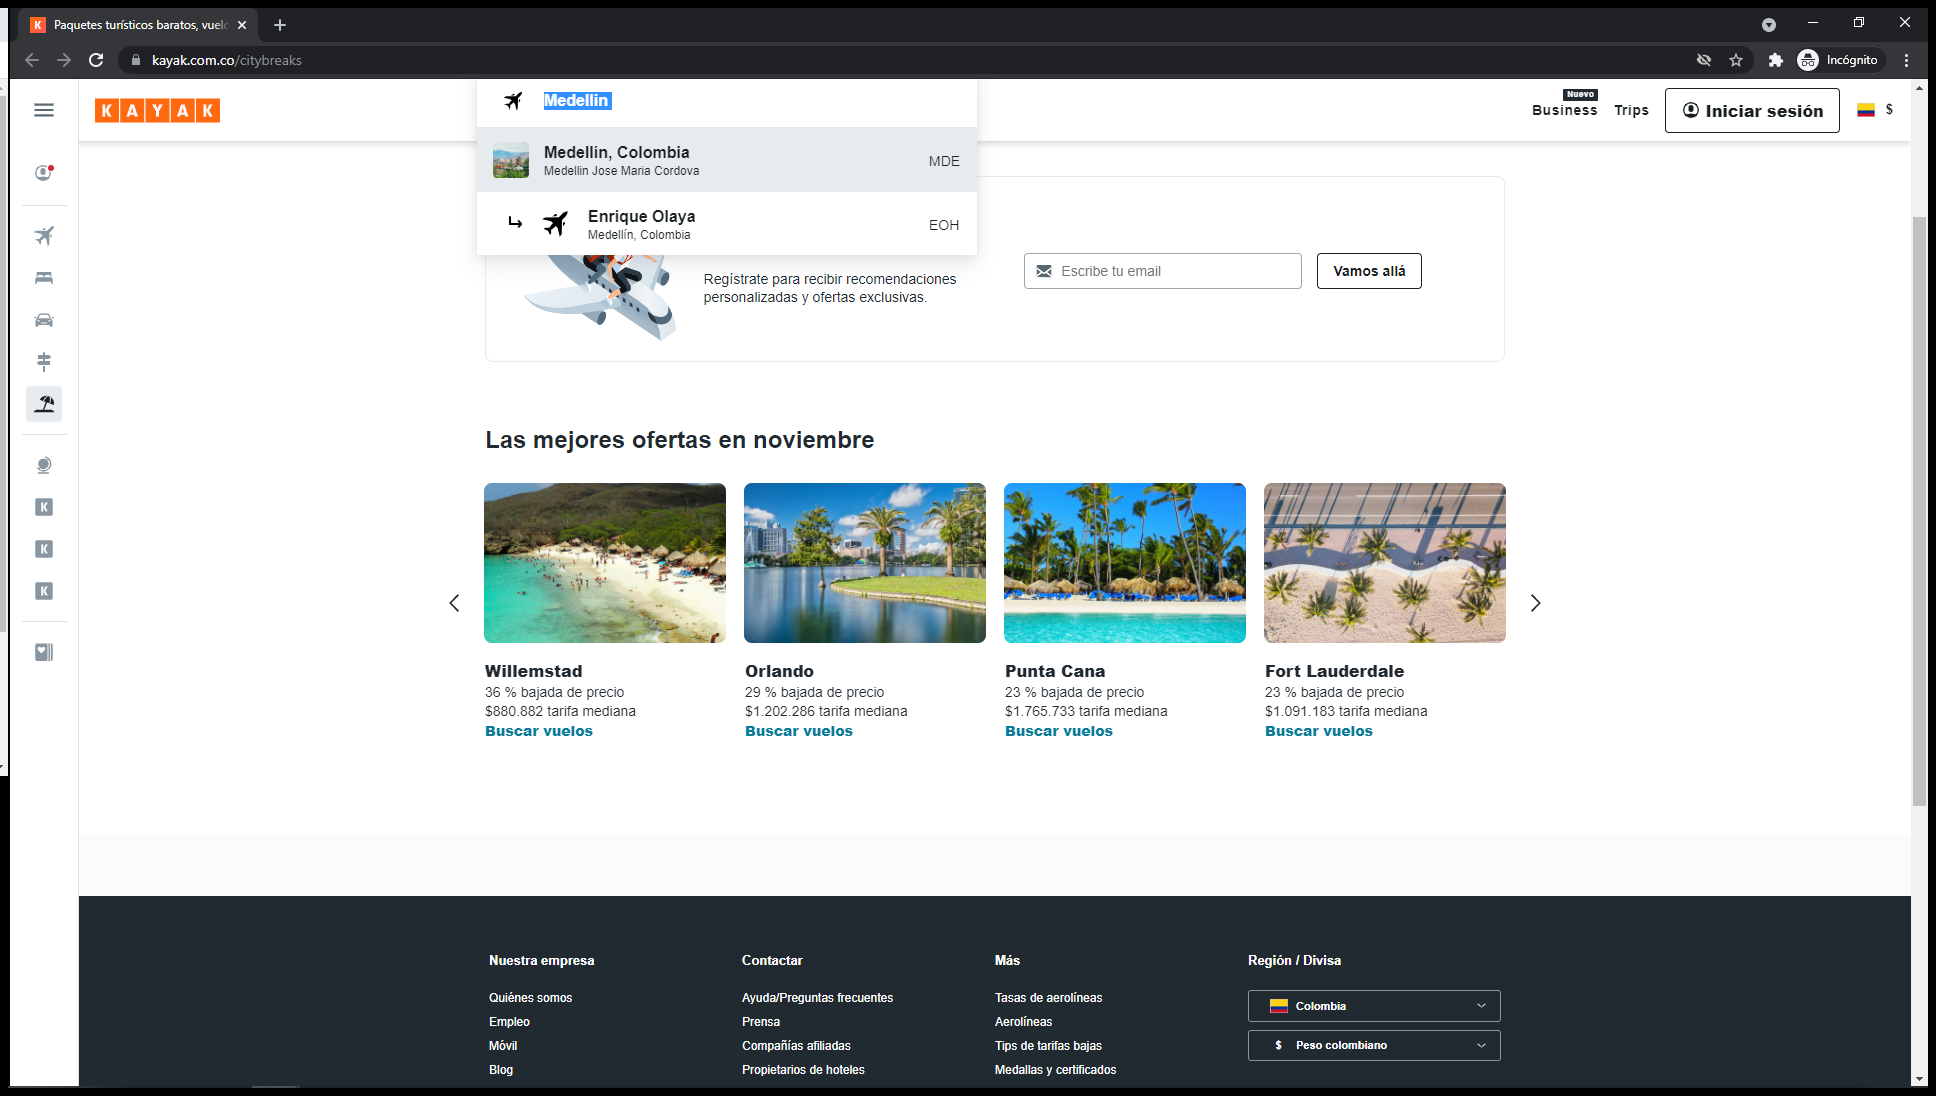 Paquetes turísticos baratos, vuel
kayak.com.co/citybreaks
Incógnito
KAYAK
Medellin
Nuevo
Business
Trips
Iniciar sesión
$
Medellín, Colombia
Medellin Jose Maria Cordova
MDE
Enrique Olaya
Medellín, Colombia
EOH
Regístrate para recibir recomendaciones
personalizadas y ofertas exclusivas.
Escribe tu email
Vamos allá
Las mejores ofertas en noviembre
Willemstad
36 % bajada de precio
$880.882 tarifa mediana
Buscar vuelos
Orlando
29 % bajada de precio
$1.202.286 tarifa mediana
Buscar vuelos
Punta Cana
23 % bajada de precio
$1.765.733 tarifa mediana
Buscar vuelos
Fort Lauderdale
23 % bajada de precio
$1.091.183 tarifa mediana
Buscar vuelos
K
K
K
Nuestra empresa
Quiénes somos
Empleo
Móvil
Blog
Contactar
Ayuda/Preguntas frecuentes
Prensa
Compañías afiliadas
Propietarios de hoteles
Más
Tasas de aerolíneas
Aerolíneas
Tips de tarifas bajas
Medallas y certificados
Región / Divisa
Colombia
$ Peso colombiano